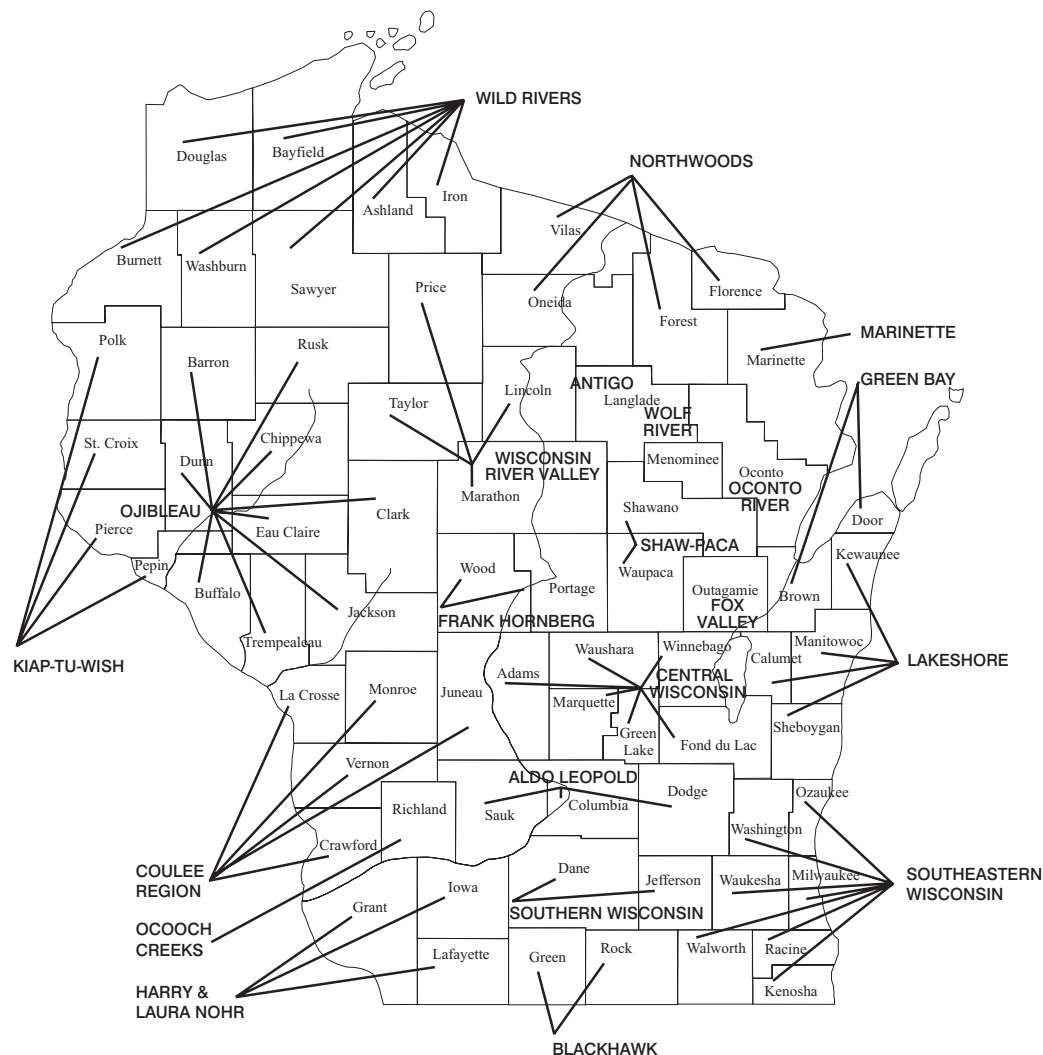 WILD RIVERS
Douglas
Bayfield
NORTHWOODS
Iron
Ashland
Vilas
Burnett
Washburn
Sawyer
Price
Florence
Oneida
Forest
MARINETTE
Polk
Rusk
Marinette
Barron
GREEN BAY
ANTIGO
Lincoln
Langlade
Taylor
WOLF
RIVER
St. Croix
Chippewa
WISCONSIN
RIVER VALLEY
Menominee
Dunn
Oconto
OCONTO
RIVER
Marathon
Shawano
OJIBLEAU
Clark
Door
Pierce
Eau Claire
SHAW-PACA
Kewaunee
Pepin
Wood
Waupaca
Portage
Outagamie
Buffalo
Brown
FOX
VALLEY
Jackson
FRANK HORNBERG
Trempealeau
Manitowoc
KIAP-TU-WISH
Waushara
Winnebago
Calumet
LAKESHORE
Adams
CENTRAL
WISCONSIN
La Crosse
Monroe
Juneau
Marquette
Green
Lake
Fond du Lac
Sheboygan
Vernon
ALDO LEOPOLD
Dodge
Ozaukee
Columbia
Richland
Sauk
Washington
Crawford
COULEE
REGION
Dane
Jefferson
Waukesha
Milwaukee
SOUTHEASTERN
WISCONSIN
Iowa
Grant
SOUTHERN WISCONSIN
OCOOCH
CREEKS
Lafayette
Green
Rock
Walworth
Racine
Kenosha
HARRY &
LAURA NOHR
BLACKHAWK